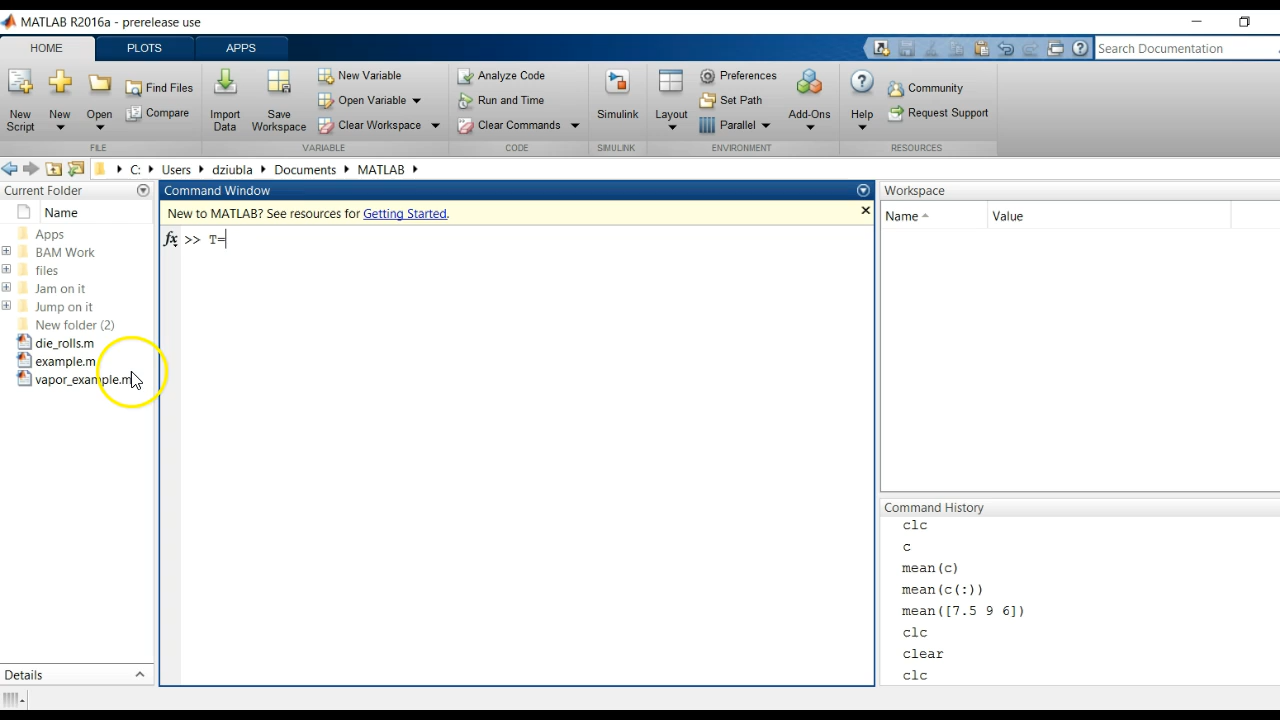 MATLAB R2016a - prerelease use
HOME PLOTS APPS
Search Documentation
New Script
New
Open
Find Files
Compare
FILE
Import Data
Save Workspace
New Variable
Open Variable
Clear Workspace
VARIABLE
Analyze Code
Run and Time
Clear Commands
CODE
Simulink
SIMULINK
Layout
Preferences
Set Path
Parallel
Add-Ons
ENVIRONMENT
Help
Community
Request Support
RESOURCES
C: Users dziubla Documents MATLAB
Current Folder
Name
Apps
BAM Work
files
Jam on it
Jump on it
New folder (2)
die_rolls.m
example.m
vapor_example.m
Details
Command Window
New to MATLAB? See resources for Getting Started.
fx >> T=
Workspace
Name Value
Command History
clc
c
mean(c)
mean(c(:))
mean([7.5 9 6])
clc
clear
clc